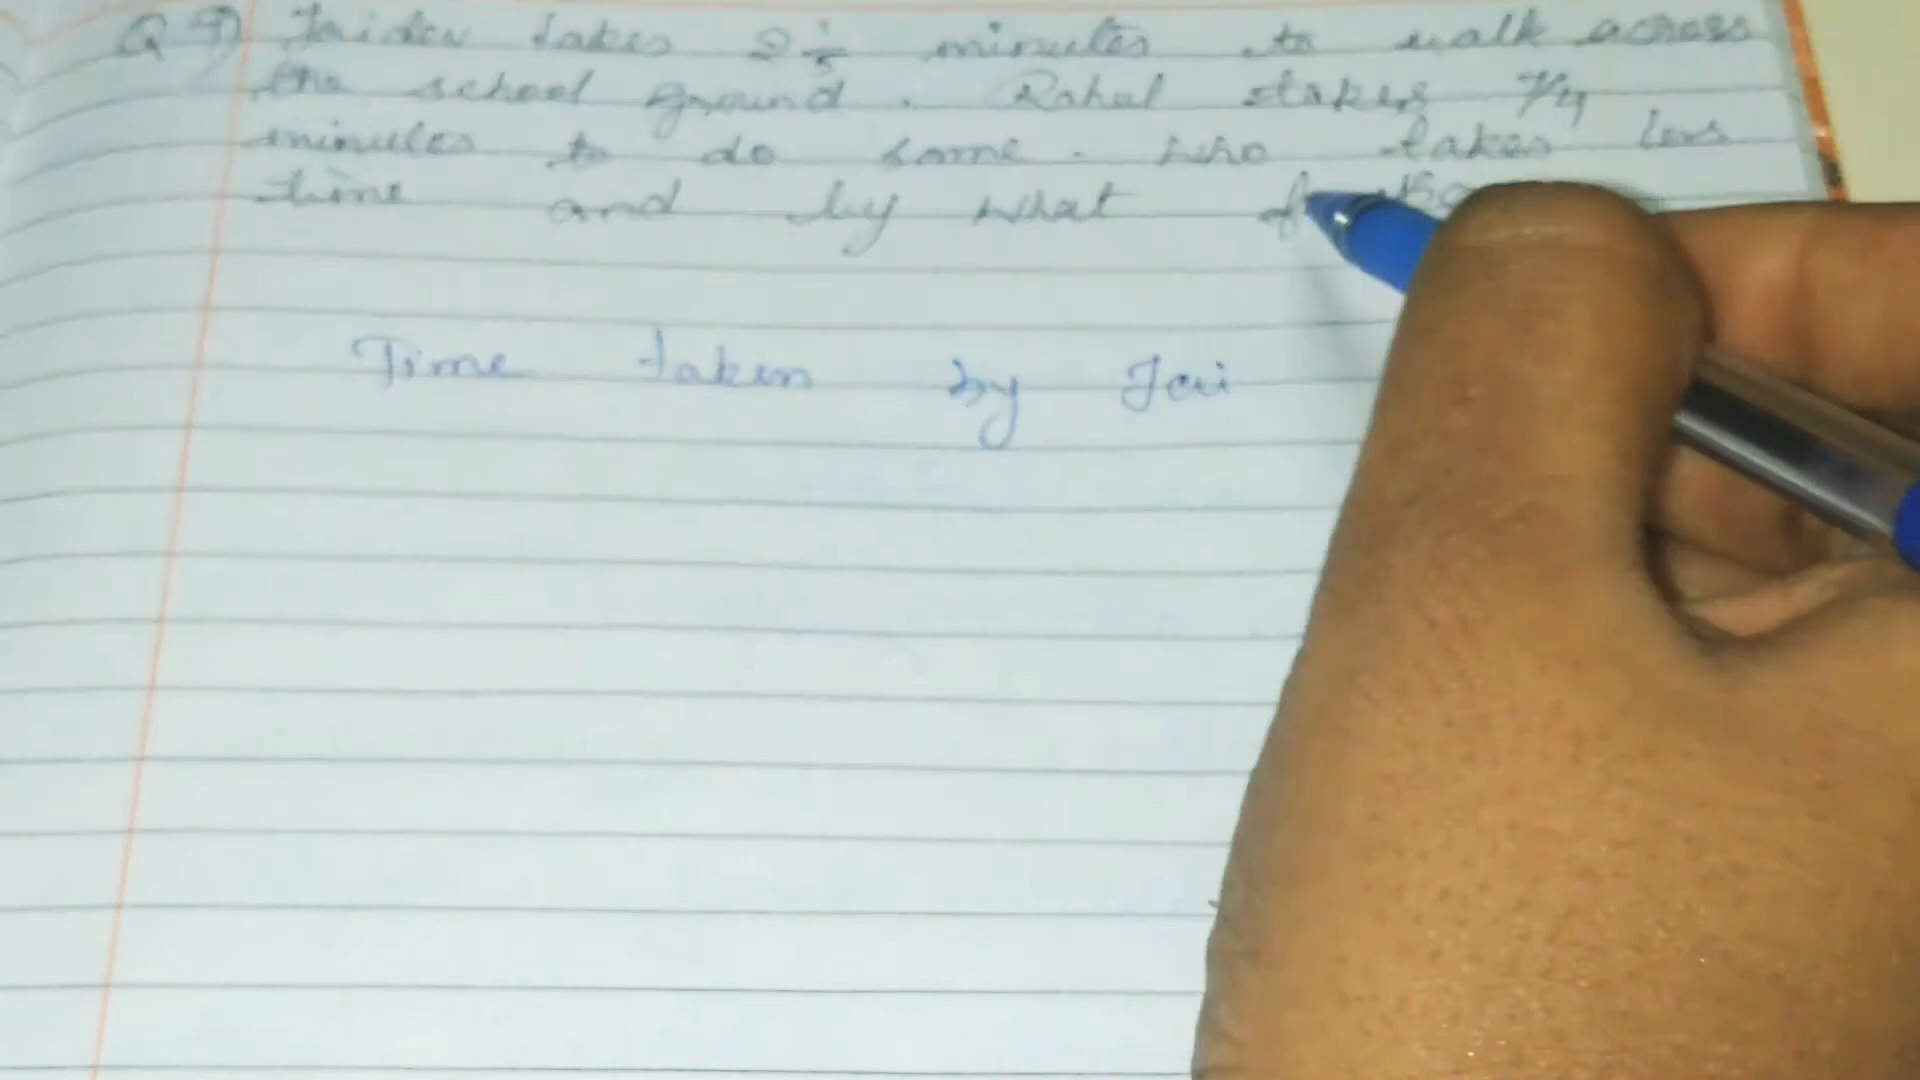 Q 9) Jaidev takes 2 1/5 minutes to walk across
the school ground. Rahul takes 7/4
minutes to do same. Who takes less
time and by what
Time taken by Jai